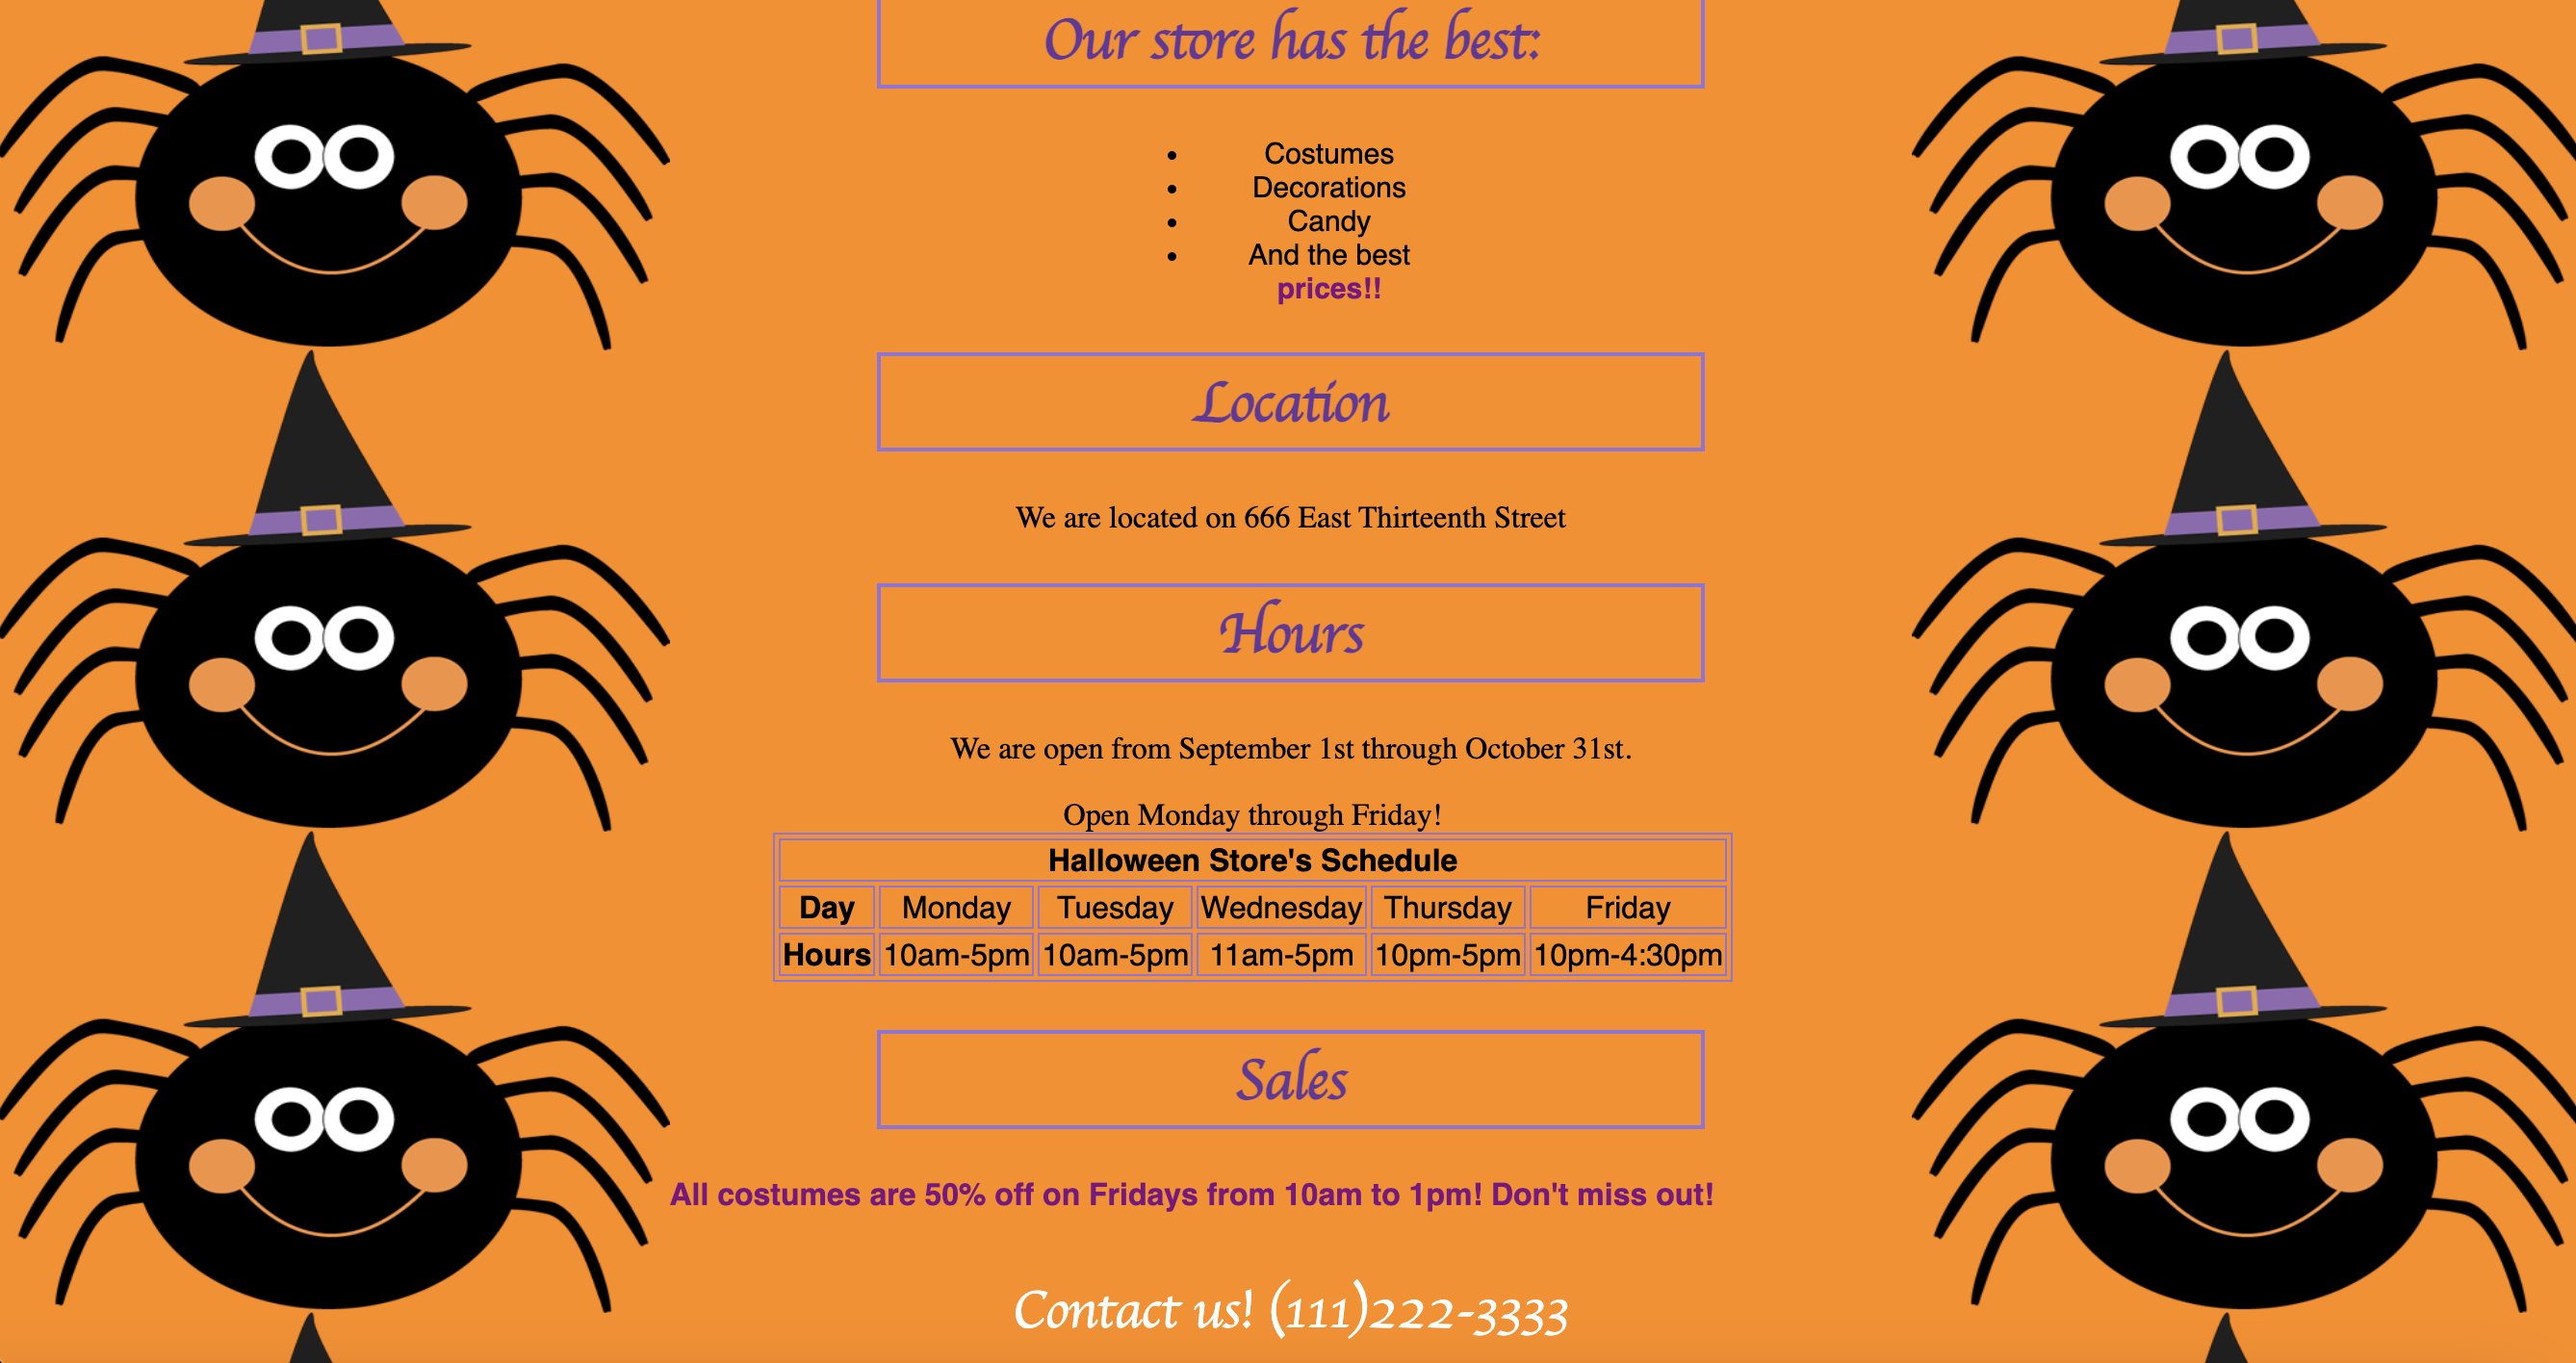 Our store has the best:
Costumes
Decorations
Candy
And the best
prices!!
Location
We are located on 666 East Thirteenth Street
Hours
We are open from September 1st through October 31st.
Open Monday through Friday!
Halloween Store's Schedule
Day Monday Tuesday Wednesday Thursday Friday
Hours 10am-5pm 10am-5pm 11am-5pm 10pm-5pm 10pm-4:30pm
Sales
All costumes are 50% off on Fridays from 10am to 1pm! Don't miss out!
Contact us! (111)222-3333